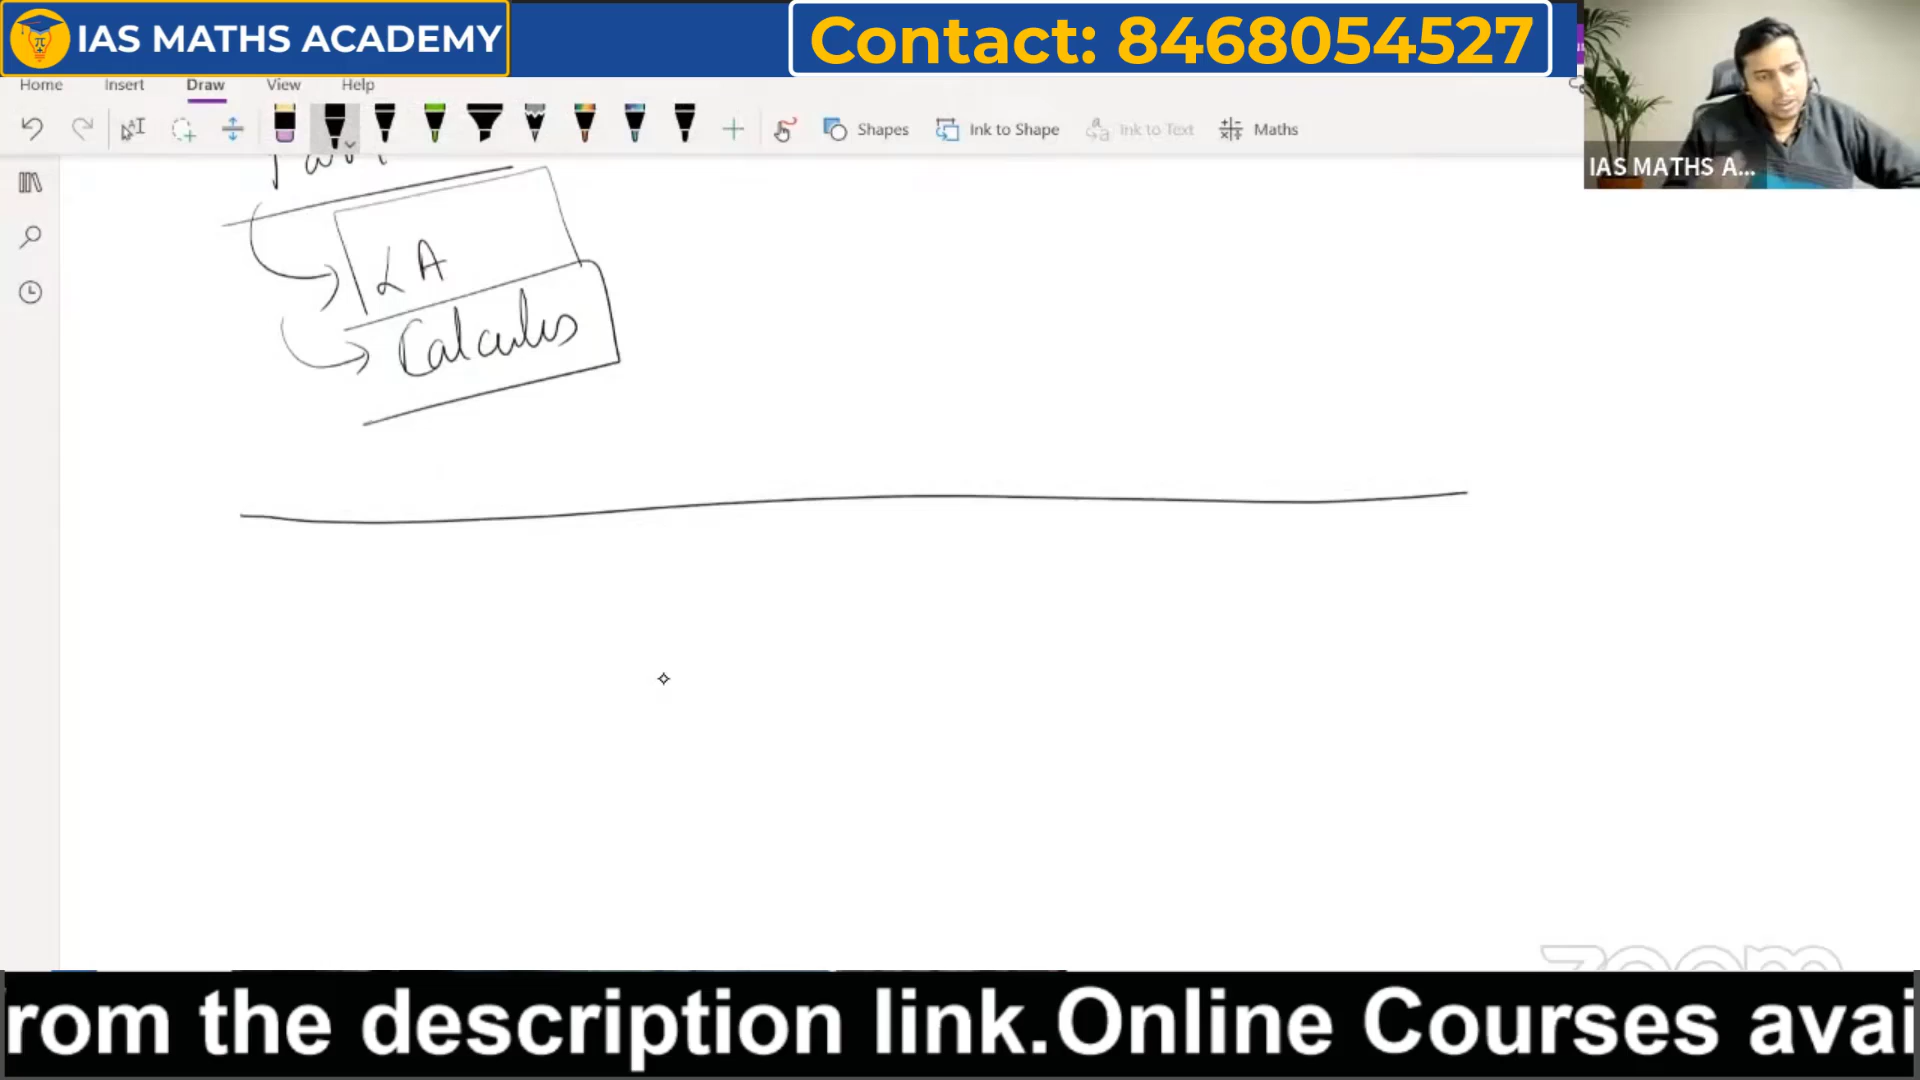 IAS MATHS ACADEMY
Contact: 8468054527
Home Insert Draw View Help
Shapes Ink to Shape Ink to Text Maths
IAS MATHS A...
LA
Calculus
zoom
rom the description link.Online Courses avai